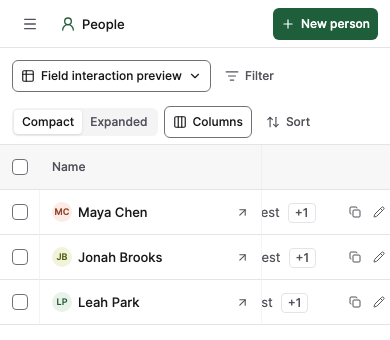 People
+ New person
Field interaction preview
Filter
Compact Expanded Columns Sort
Name
MC Maya Chen est +1
JB Jonah Brooks est +1
LP Leah Park st +1